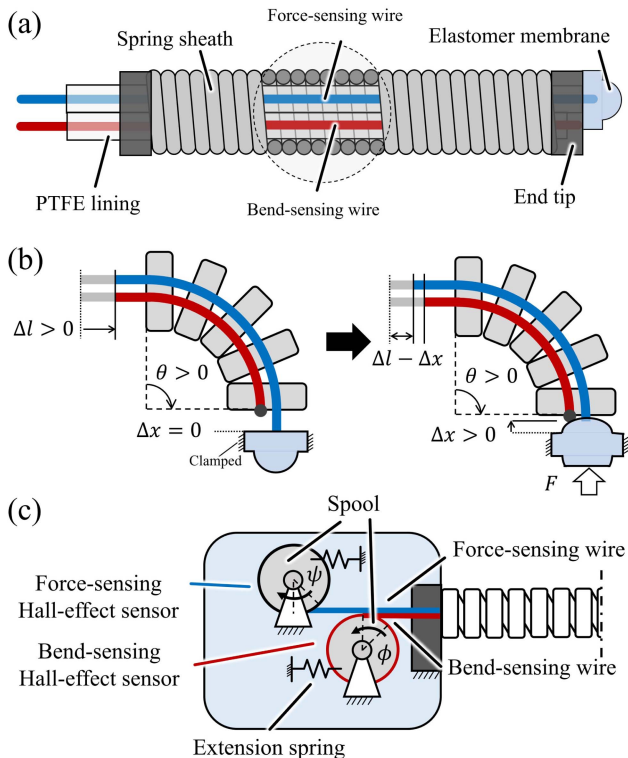 (a)
Spring sheath
Force-sensing wire
Elastomer membrane
PTFE lining
Bend-sensing wire
End tip
(b)
Δl > 0
θ > 0
Δx = 0
Clamped
Δl − Δx
θ > 0
Δx > 0
F
(c)
Spool
Force-sensing wire
ψ
Force-sensing
Hall-effect sensor
Bend-sensing
Hall-effect sensor
ϕ
Bend-sensing wire
Extension spring